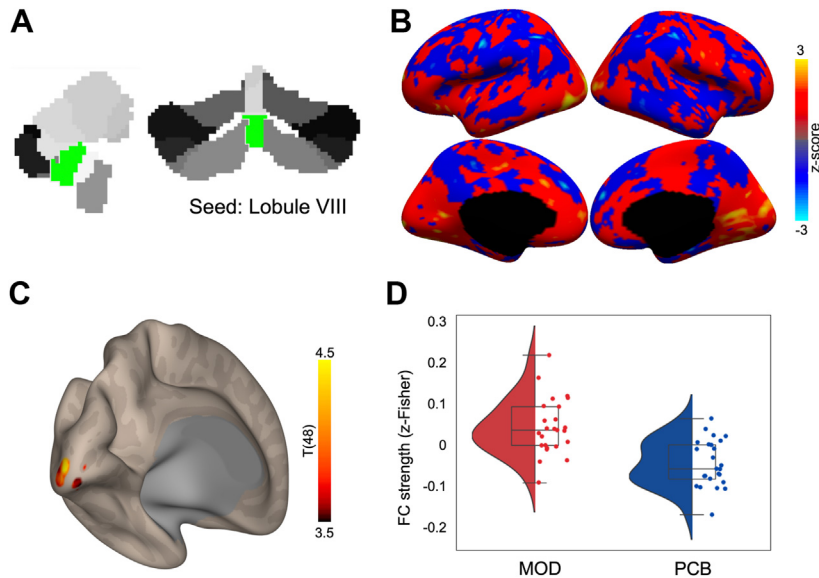 A
Seed: Lobule VIII
B
3
z-score
-3
C
4.5
T(48)
3.5
D
0.3
0.2
0.1
0
-0.1
-0.2
FC strength (z-Fisher)
MOD PCB